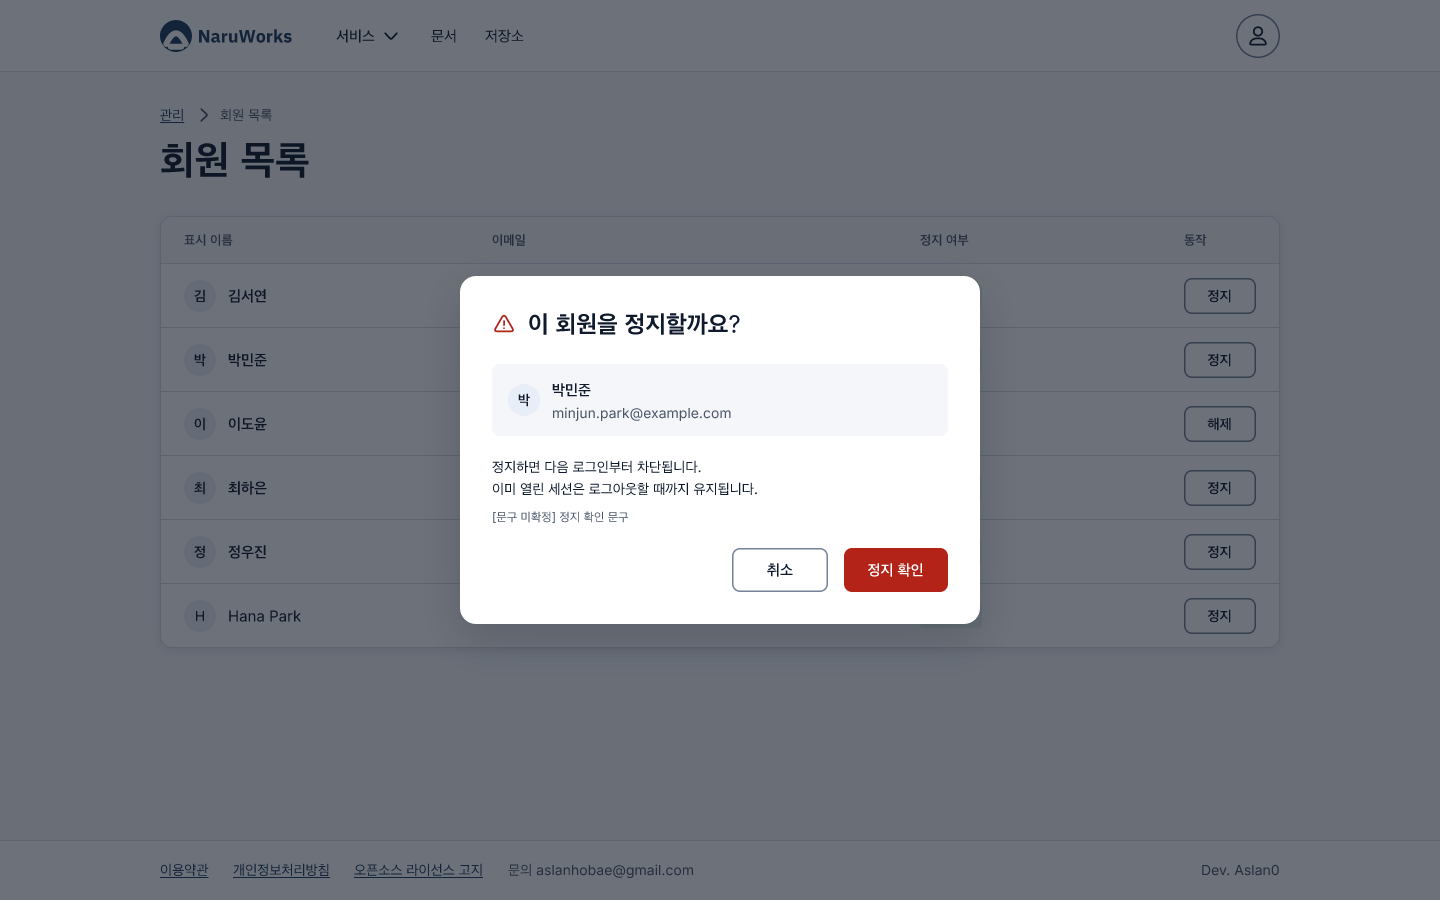 NaruWorks
서비스
문서
저장소
관리
회원 목록
회원 목록
표시 이름
이메일
정지 여부
동작
김
김서연
정지
박
박민준
정지
이
이도윤
해제
최
최하은
정지
정
정우진
정지
H
Hana Park
정지
이 회원을 정지할까요?
박
박민준
minjun.park@example.com
정지하면 다음 로그인부터 차단됩니다.
이미 열린 세션은 로그아웃할 때까지 유지됩니다.
[문구 미확정] 정지 확인 문구
취소
정지 확인
이용약관
개인정보처리방침
오픈소스 라이선스 고지
문의 aslanhobae@gmail.com
Dev. Aslan0